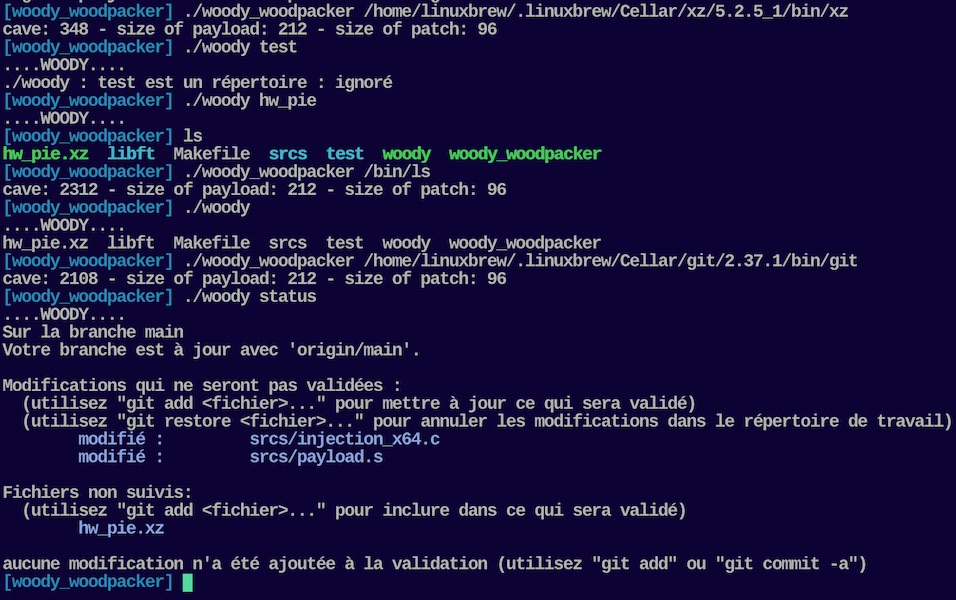 [woody_woodpacker] ./woody_woodpacker /home/linuxbrew/.linuxbrew/Cellar/xz/5.2.5_1/bin/xz
cave: 348 - size of payload: 212 - size of patch: 96
[woody_woodpacker] ./woody test
....WOODY....
./woody : test est un répertoire : ignoré
[woody_woodpacker] ./woody hw_pie
....WOODY....
[woody_woodpacker] ls
hw_pie.xz  libft  Makefile  srcs  test  woody  woody_woodpacker
[woody_woodpacker] ./woody_woodpacker /bin/ls
cave: 2312 - size of payload: 212 - size of patch: 96
[woody_woodpacker] ./woody
....WOODY....
hw_pie.xz  libft  Makefile  srcs  test  woody  woody_woodpacker
[woody_woodpacker] ./woody_woodpacker /home/linuxbrew/.linuxbrew/Cellar/git/2.37.1/bin/git
cave: 2108 - size of payload: 212 - size of patch: 96
[woody_woodpacker] ./woody status
....WOODY....
Sur la branche main
Votre branche est à jour avec 'origin/main'.
Modifications qui ne seront pas validées :
  (utilisez "git add <fichier>..." pour mettre à jour ce qui sera validé)
  (utilisez "git restore <fichier>..." pour annuler les modifications dans le répertoire de travail)
        modifié :         srcs/injection_x64.c
        modifié :         srcs/payload.s
Fichiers non suivis:
  (utilisez "git add <fichier>..." pour inclure dans ce qui sera validé)
        hw_pie.xz
aucune modification n'a été ajoutée à la validation (utilisez "git add" ou "git commit -a")
[woody_woodpacker]